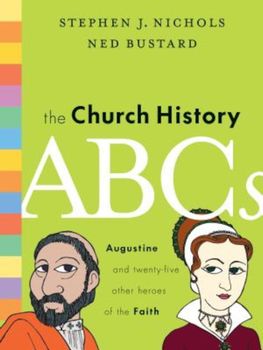 STEPHEN J. NICHOLS
NED BUSTARD
the Church History
ABCs
Augustine
and twenty-five
other heroes
of the Faith